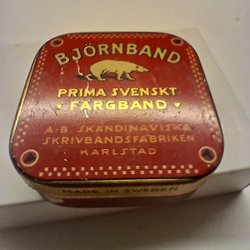 BJÖRNBAND
PRIMA SVENSKT
• FÄRGBAND •
A.-B. SKANDINAVISKA
SKRIVBANDSFABRIKEN
KARLSTAD
MADE IN SWEDEN